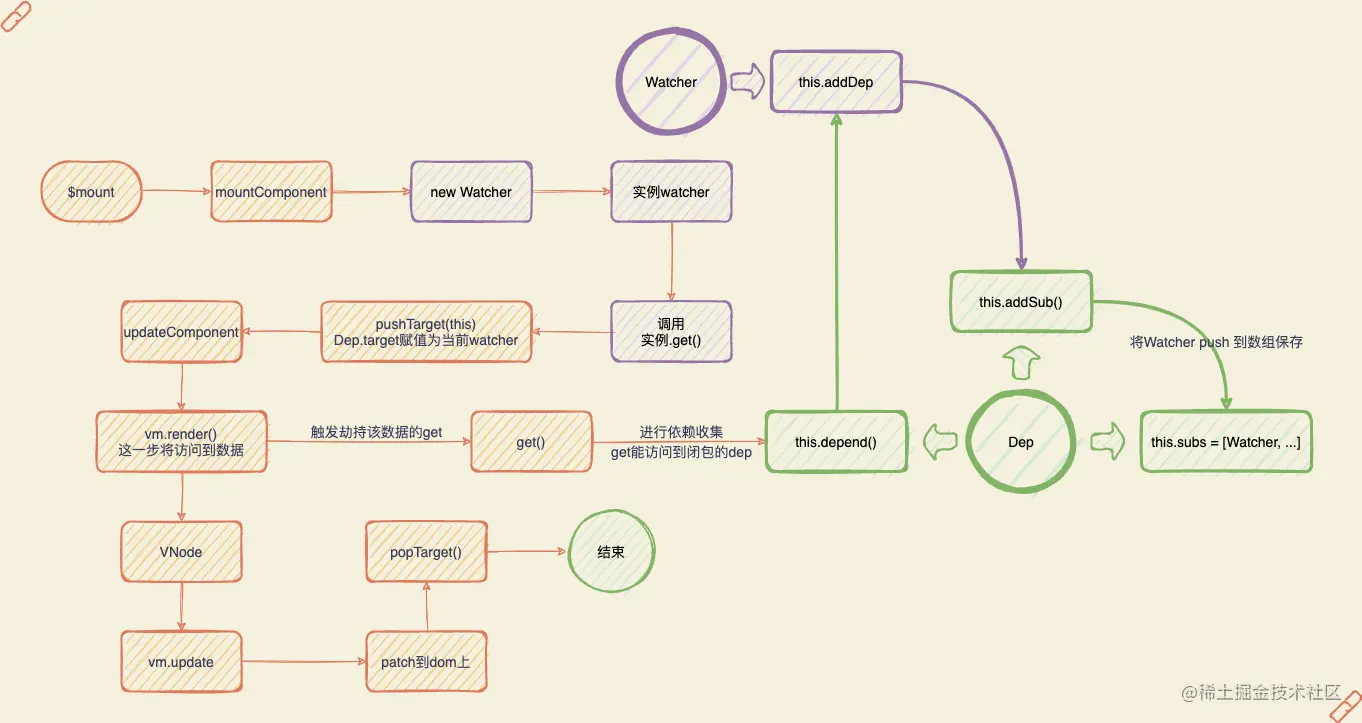 Watcher
this.addDep
$mount
mountComponent
new Watcher
实例watcher
this.addSub()
updateComponent
pushTarget(this)
Dep.target赋值为当前watcher
调用
实例.get()
将Watcher push 到数组保存
vm.render()
这一步将访问到数据
触发劫持该数据的get
get()
进行依赖收集
get能访问到闭包的dep
this.depend()
Dep
this.subs = [Watcher, ...]
VNode
popTarget()
结束
vm.update
patch到dom上
@稀土掘金技术社区